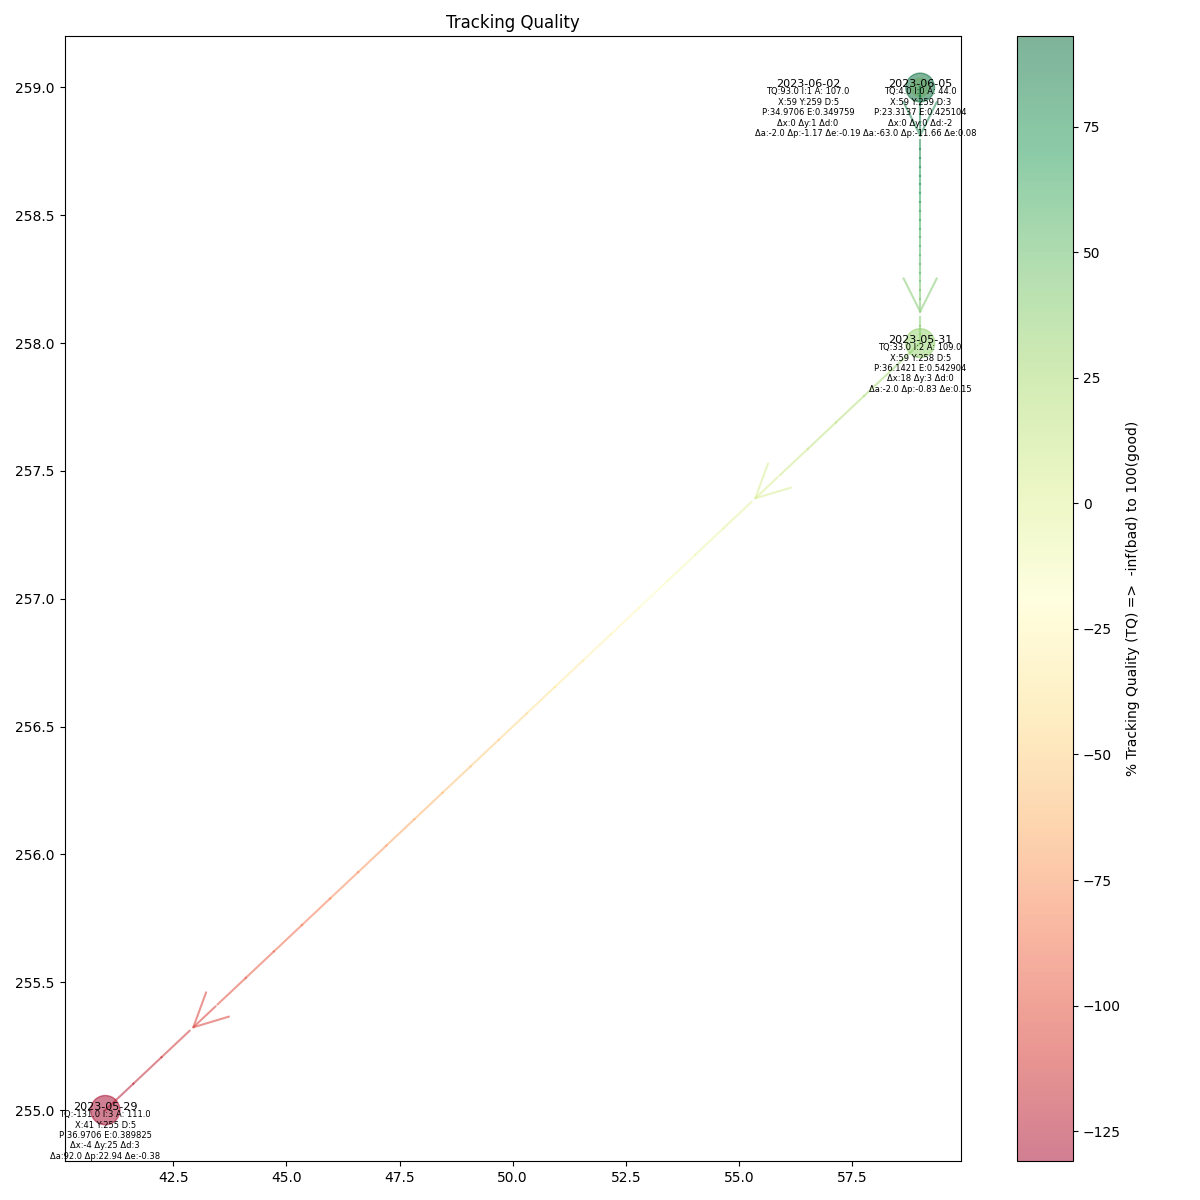 Tracking Quality
259.0
258.5
258.0
257.5
257.0
256.5
256.0
255.5
255.0
42.5
45.0
47.5
50.0
52.5
55.0
57.5
2023-06-02
TQ:93.0 I:1 A: 107.0
X:59 Y:259 D:5
P:34.9706 E:0.349759
Δx:0 Δy:1 Δd:0
Δa:-2.0 Δp:-1.17 Δe:-0.19
2023-06-05
TQ:4.0 I:0 A: 44.0
X:59 Y:259 D:3
P:23.3137 E:0.425104
Δx:0 Δy:0 Δd:-2
Δa:-63.0 Δp:-11.66 Δe:0.08
2023-05-31
TQ:33.0 I:2 A: 109.0
X:59 Y:258 D:5
P:36.1421 E:0.542904
Δx:18 Δy:3 Δd:0
Δa:-2.0 Δp:-0.83 Δe:0.15
2023-05-29
TQ:-131.0 I:3 A: 111.0
X:41 Y:255 D:5
P:36.9706 E:0.389825
Δx:-4 Δy:25 Δd:3
Δa:92.0 Δp:22.94 Δe:-0.38
75
50
25
0
−25
−50
−75
−100
−125
% Tracking Quality (TQ) => -inf(bad) to 100(good)